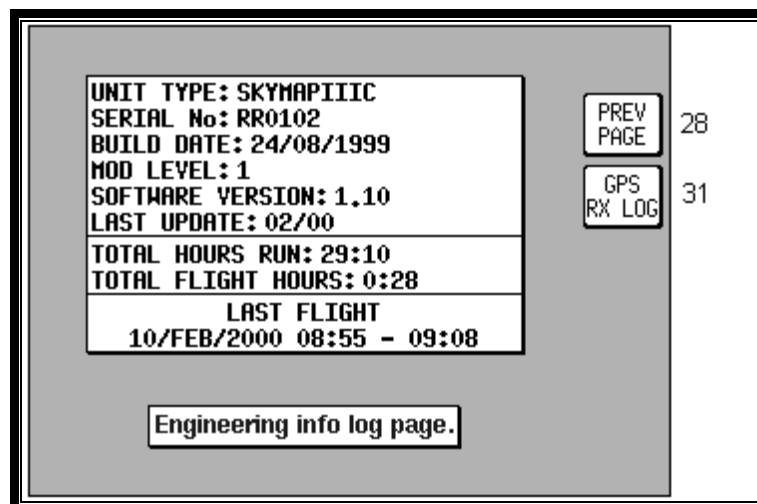 UNIT TYPE: SKYMAPIIIC
SERIAL No: RR0102
BUILD DATE: 24/08/1999
MOD LEVEL: 1
SOFTWARE VERSION: 1.10
LAST UPDATE: 02/00
TOTAL HOURS RUN: 29:10
TOTAL FLIGHT HOURS: 0:28
LAST FLIGHT
10/FEB/2000 08:55 - 09:08
PREV
PAGE
28
GPS
RX LOG
31
Engineering info log page.